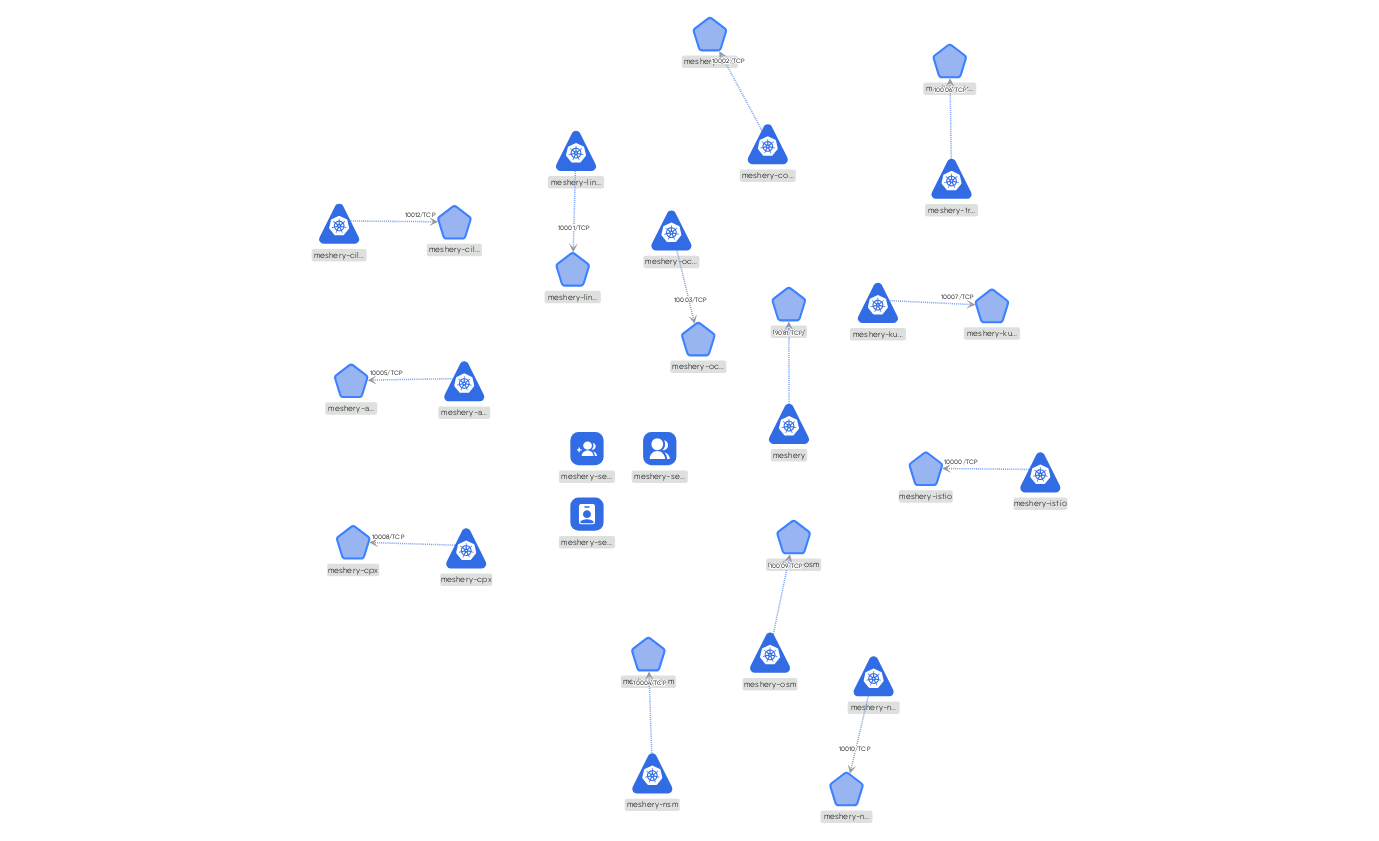 10002/TCP
10006/TCP
meshery-co...
meshery-lin...
meshery-tr...
10012/TCP
meshery-cil...
meshery-cil...
10001/TCP
meshery-oc...
meshery-lin...
10003/TCP
10007/TCP
9081/TCP
meshery-ku...
meshery-ku...
meshery-oc...
10005/TCP
meshery-a...
meshery-a...
meshery
10000/TCP
meshery-se...
meshery-se...
meshery-istio
meshery-istio
10008/TCP
meshery-se...
meshery-cpx
meshery-cpx
10009/TCP
osm
10004/TCP
meshery-osm
meshery-n...
10010/TCP
meshery-nsm
meshery-n...